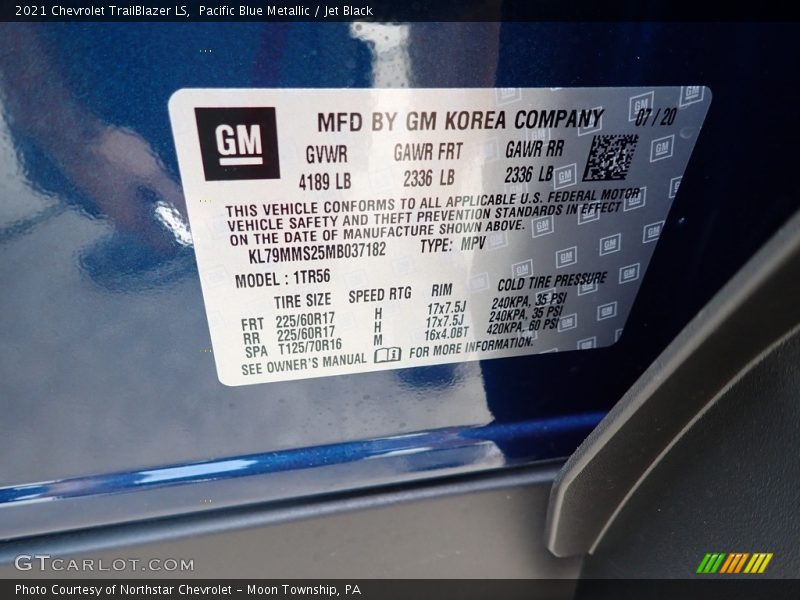 2021 Chevrolet TrailBlazer LS, Pacific Blue Metallic / Jet Black
GM
MFD BY GM KOREA COMPANY 07/20
GVWR GAWR FRT GAWR RR
4189 LB 2336 LB 2336 LB
THIS VEHICLE CONFORMS TO ALL APPLICABLE U.S. FEDERAL MOTOR
VEHICLE SAFETY AND THEFT PREVENTION STANDARDS IN EFFECT
ON THE DATE OF MANUFACTURE SHOWN ABOVE.
KL79MMS25MB037182 TYPE: MPV
MODEL : 1TR56
TIRE SIZE SPEED RTG RIM COLD TIRE PRESSURE
FRT 225/60R17 H 17x7.5J 240KPA, 35 PSI
RR 225/60R17 H 17x7.5J 240KPA, 35 PSI
SPA T125/70R16 M 16x4.0BT 420KPA, 60 PSI
SEE OWNER'S MANUAL FOR MORE INFORMATION.
GTCARLOT.COM
Photo Courtesy of Northstar Chevrolet - Moon Township, PA